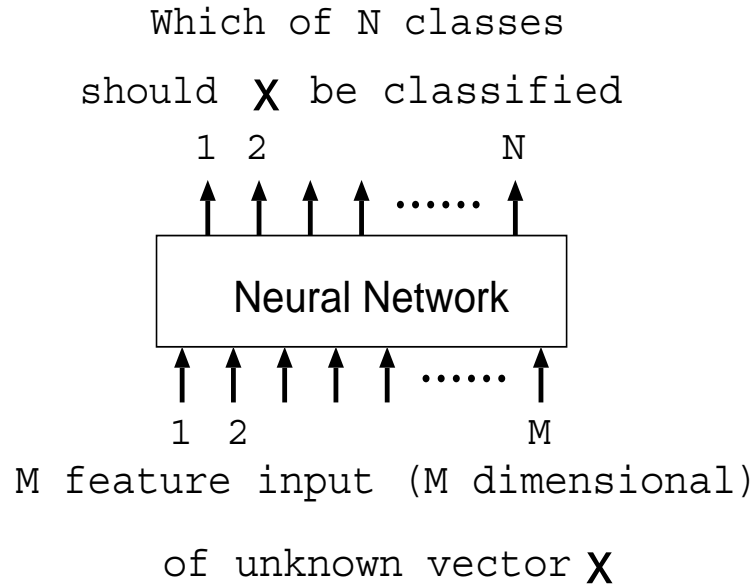 Which of N classes
should X be classified
1 2 ...... N
Neural Network
......
1 2 M
M feature input (M dimensional)
of unknown vector X